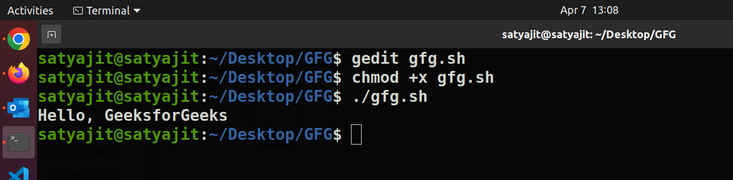 Activities Terminal Apr 7 13:08
satyajit@satyajit: ~/Desktop/GFG
satyajit@satyajit:~/Desktop/GFG$ gedit gfg.sh
satyajit@satyajit:~/Desktop/GFG$ chmod +x gfg.sh
satyajit@satyajit:~/Desktop/GFG$ ./gfg.sh
Hello, GeeksforGeeks
satyajit@satyajit:~/Desktop/GFG$